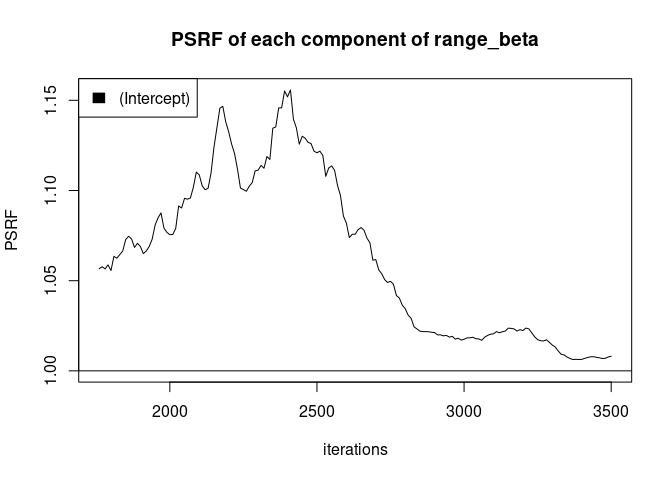 PSRF of each component of range_beta
(Intercept)
PSRF
1.15
1.10
1.05
1.00
2000 2500 3000 3500
iterations